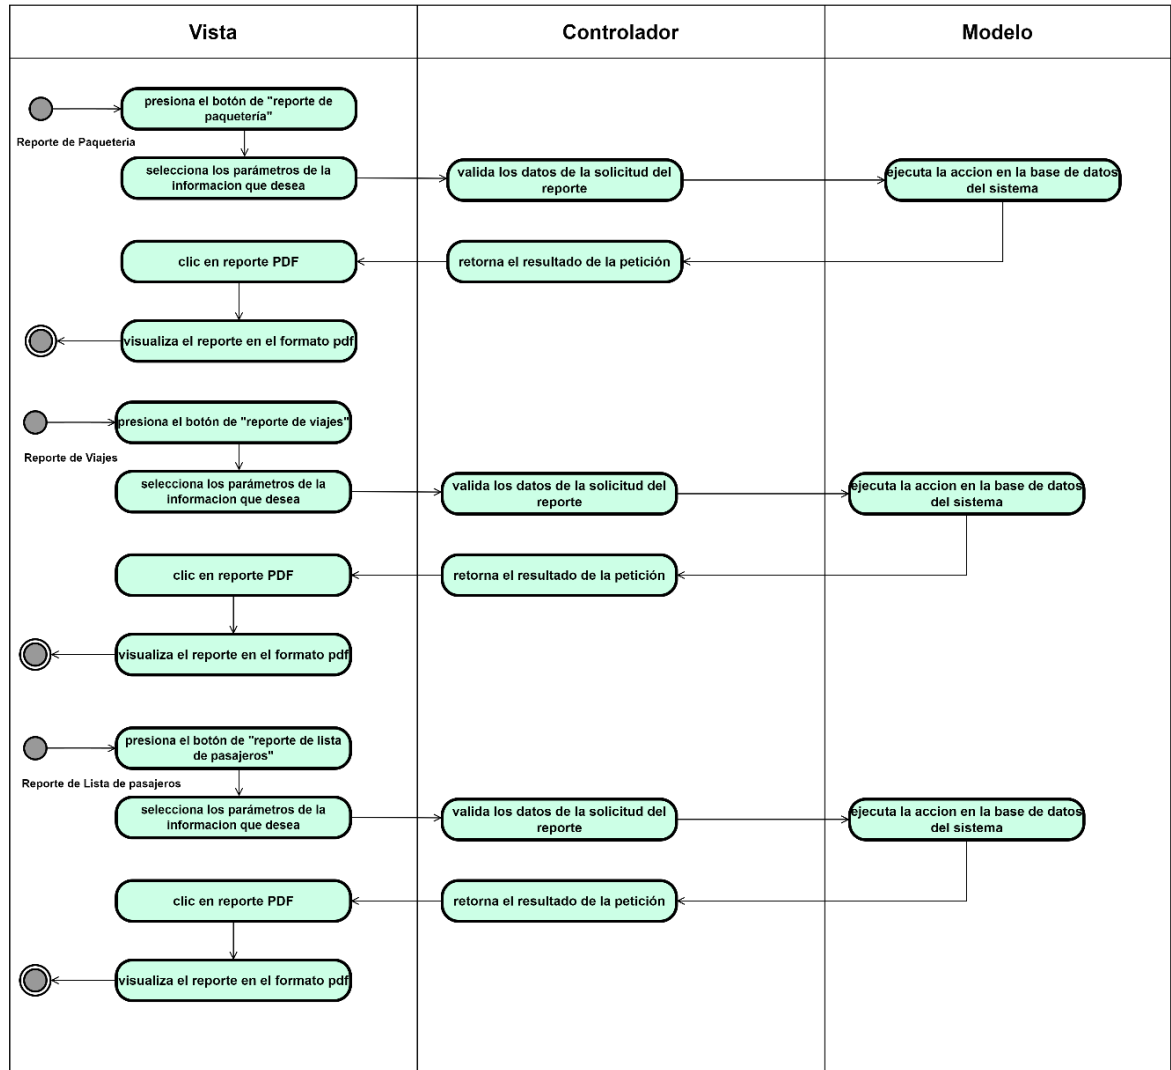 Vista
Controlador
Modelo
presiona el botón de "reporte de
paquetería"
Reporte de Paqueteria
selecciona los parámetros de la
informacion que desea
valida los datos de la solicitud del
reporte
ejecuta la accion en la base de datos
del sistema
clic en reporte PDF
retorna el resultado de la petición
visualiza el reporte en el formato pdf
presiona el botón de "reporte de viajes"
Reporte de Viajes
selecciona los parámetros de la
informacion que desea
valida los datos de la solicitud del
reporte
ejecuta la accion en la base de datos
del sistema
clic en reporte PDF
retorna el resultado de la petición
visualiza el reporte en el formato pdf
presiona el botón de "reporte de lista
de pasajeros"
Reporte de Lista de pasajeros
selecciona los parámetros de la
informacion que desea
valida los datos de la solicitud del
reporte
ejecuta la accion en la base de datos
del sistema
clic en reporte PDF
retorna el resultado de la petición
visualiza el reporte en el formato pdf